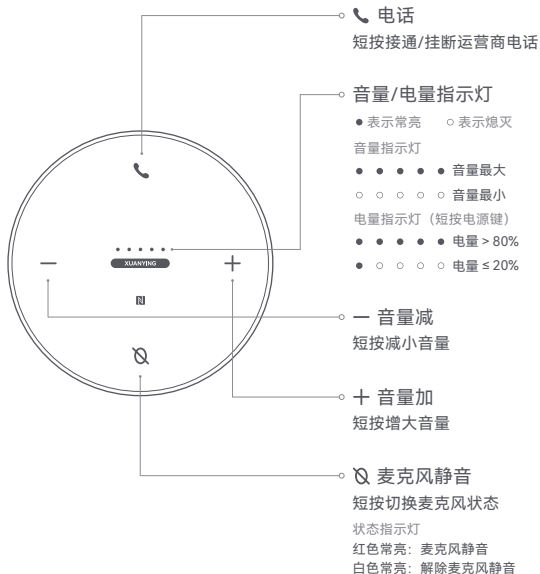 电话
短按接通/挂断运营商电话
音量/电量指示灯
表示常亮 表示熄灭
音量指示灯
音量最大
音量最小
电量指示灯（短按电源键）
电量 > 80%
电量 ≤ 20%
XUANYING
N
音量减
短按减小音量
音量加
短按增大音量
麦克风静音
短按切换麦克风状态
状态指示灯
红色常亮：麦克风静音
白色常亮：解除麦克风静音